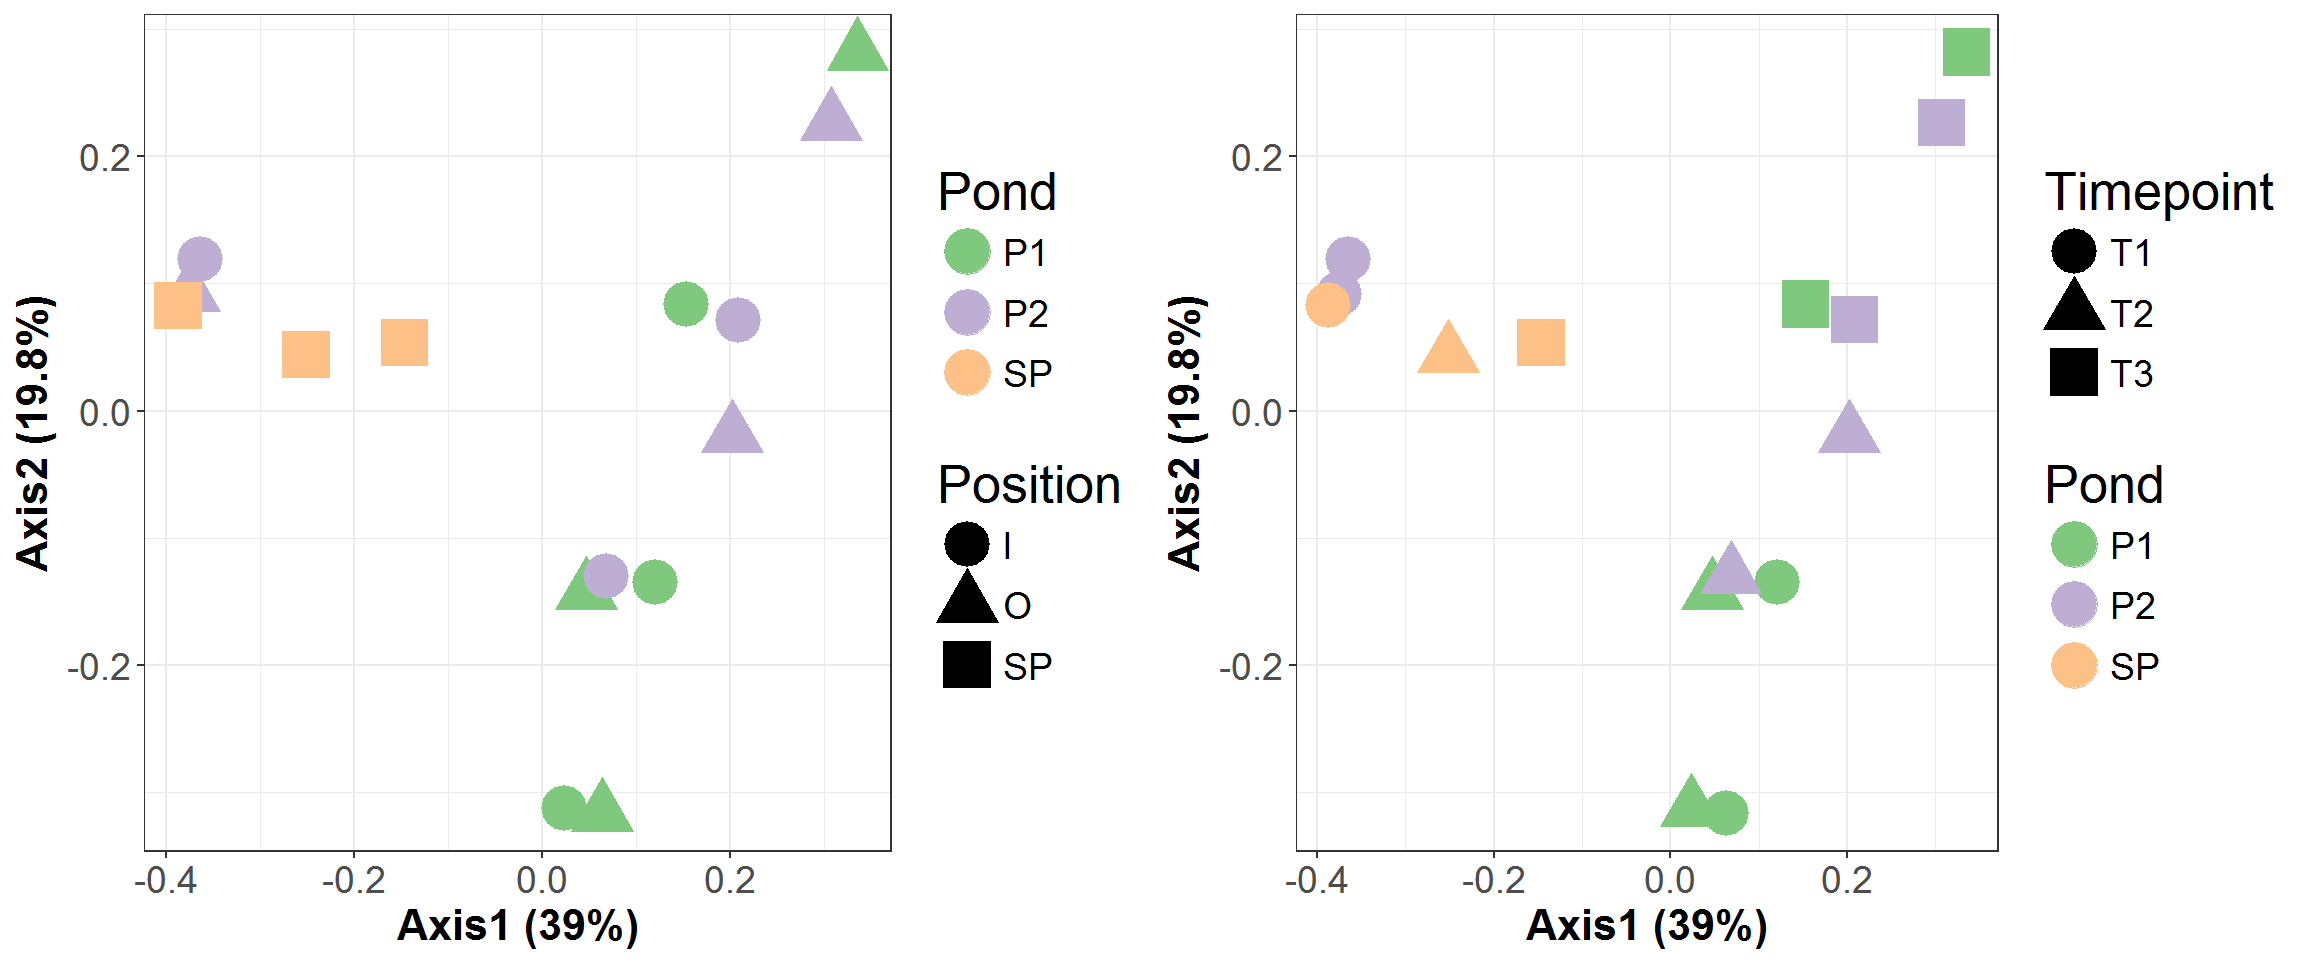 Axis2 (19.8%)
0.2
0.0
-0.2
-0.4
-0.2
0.0
0.2
Axis1 (39%)
Pond
P1
P2
SP
Position
I
O
SP
Axis2 (19.8%)
0.2
0.0
-0.2
-0.4
-0.2
0.0
0.2
Axis1 (39%)
Timepoint
T1
T2
T3
Pond
P1
P2
SP